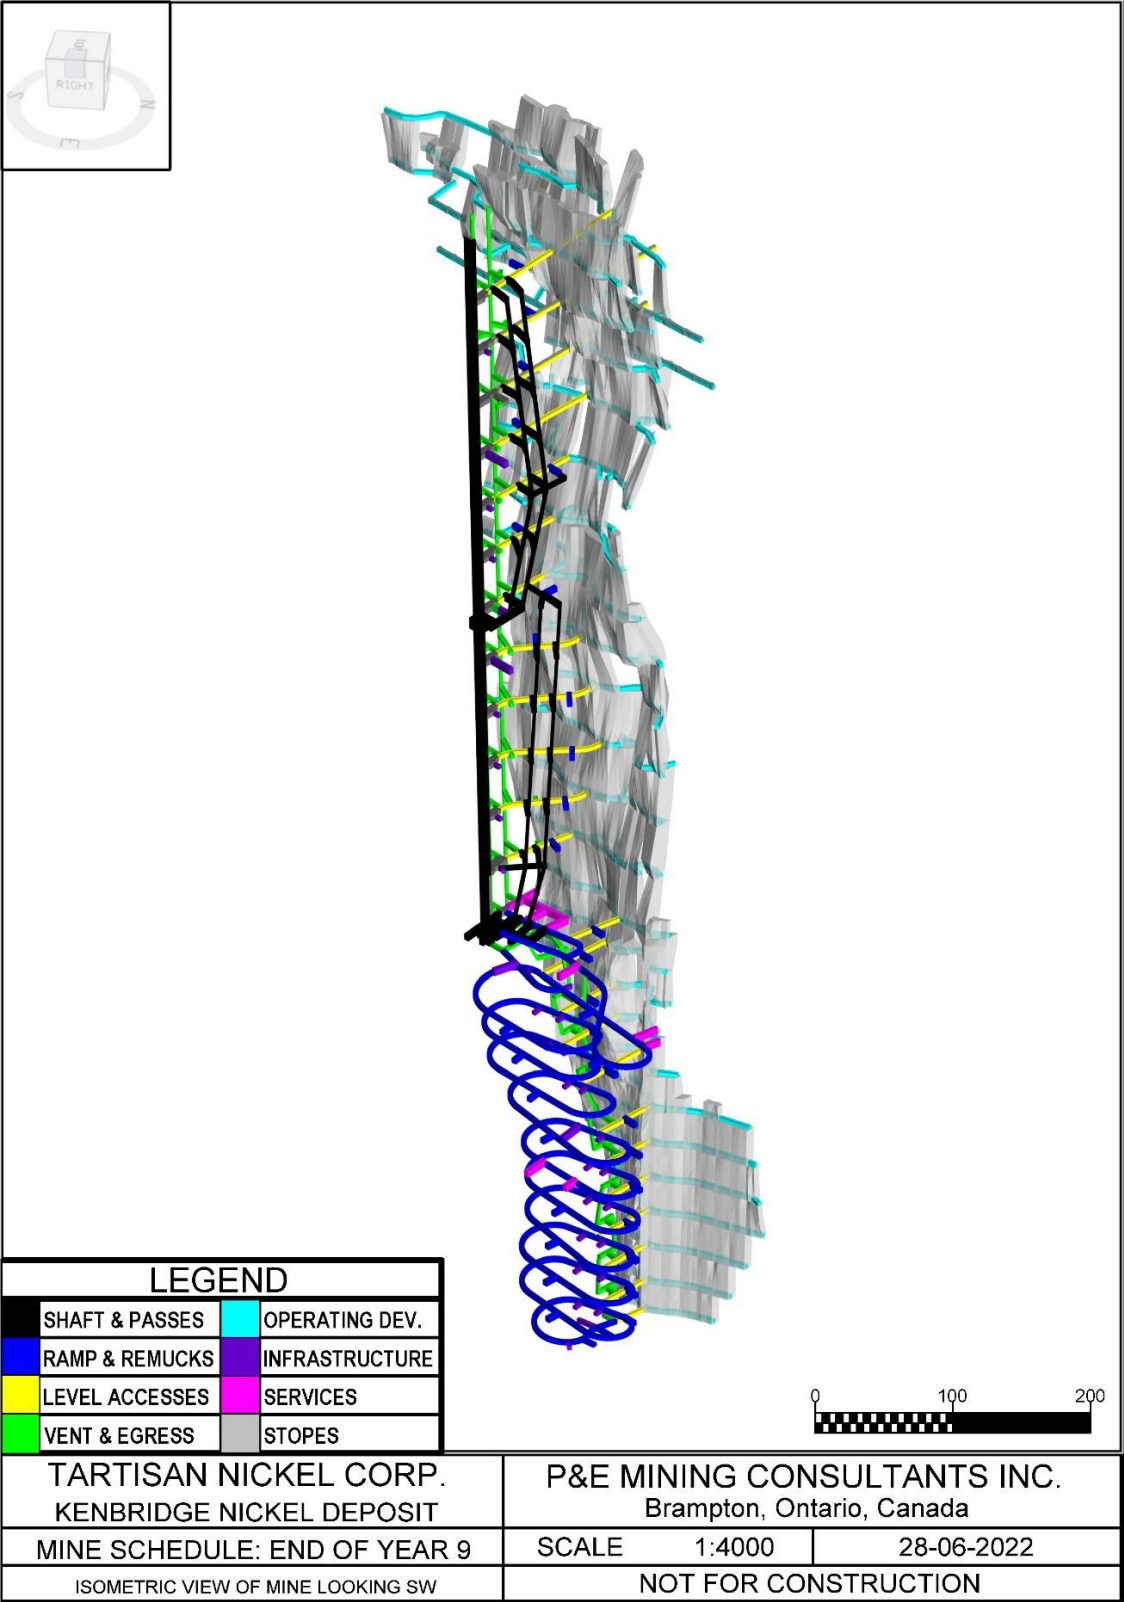 TOP
RIGHT
S
N
E
LEGEND
SHAFT & PASSES
OPERATING DEV.
RAMP & REMUCKS
INFRASTRUCTURE
LEVEL ACCESSES
SERVICES
VENT & EGRESS
STOPES
0 100 200
TARTISAN NICKEL CORP.
KENBRIDGE NICKEL DEPOSIT
P&E MINING CONSULTANTS INC.
Brampton, Ontario, Canada
MINE SCHEDULE: END OF YEAR 9
SCALE 1:4000 28-06-2022
ISOMETRIC VIEW OF MINE LOOKING SW
NOT FOR CONSTRUCTION